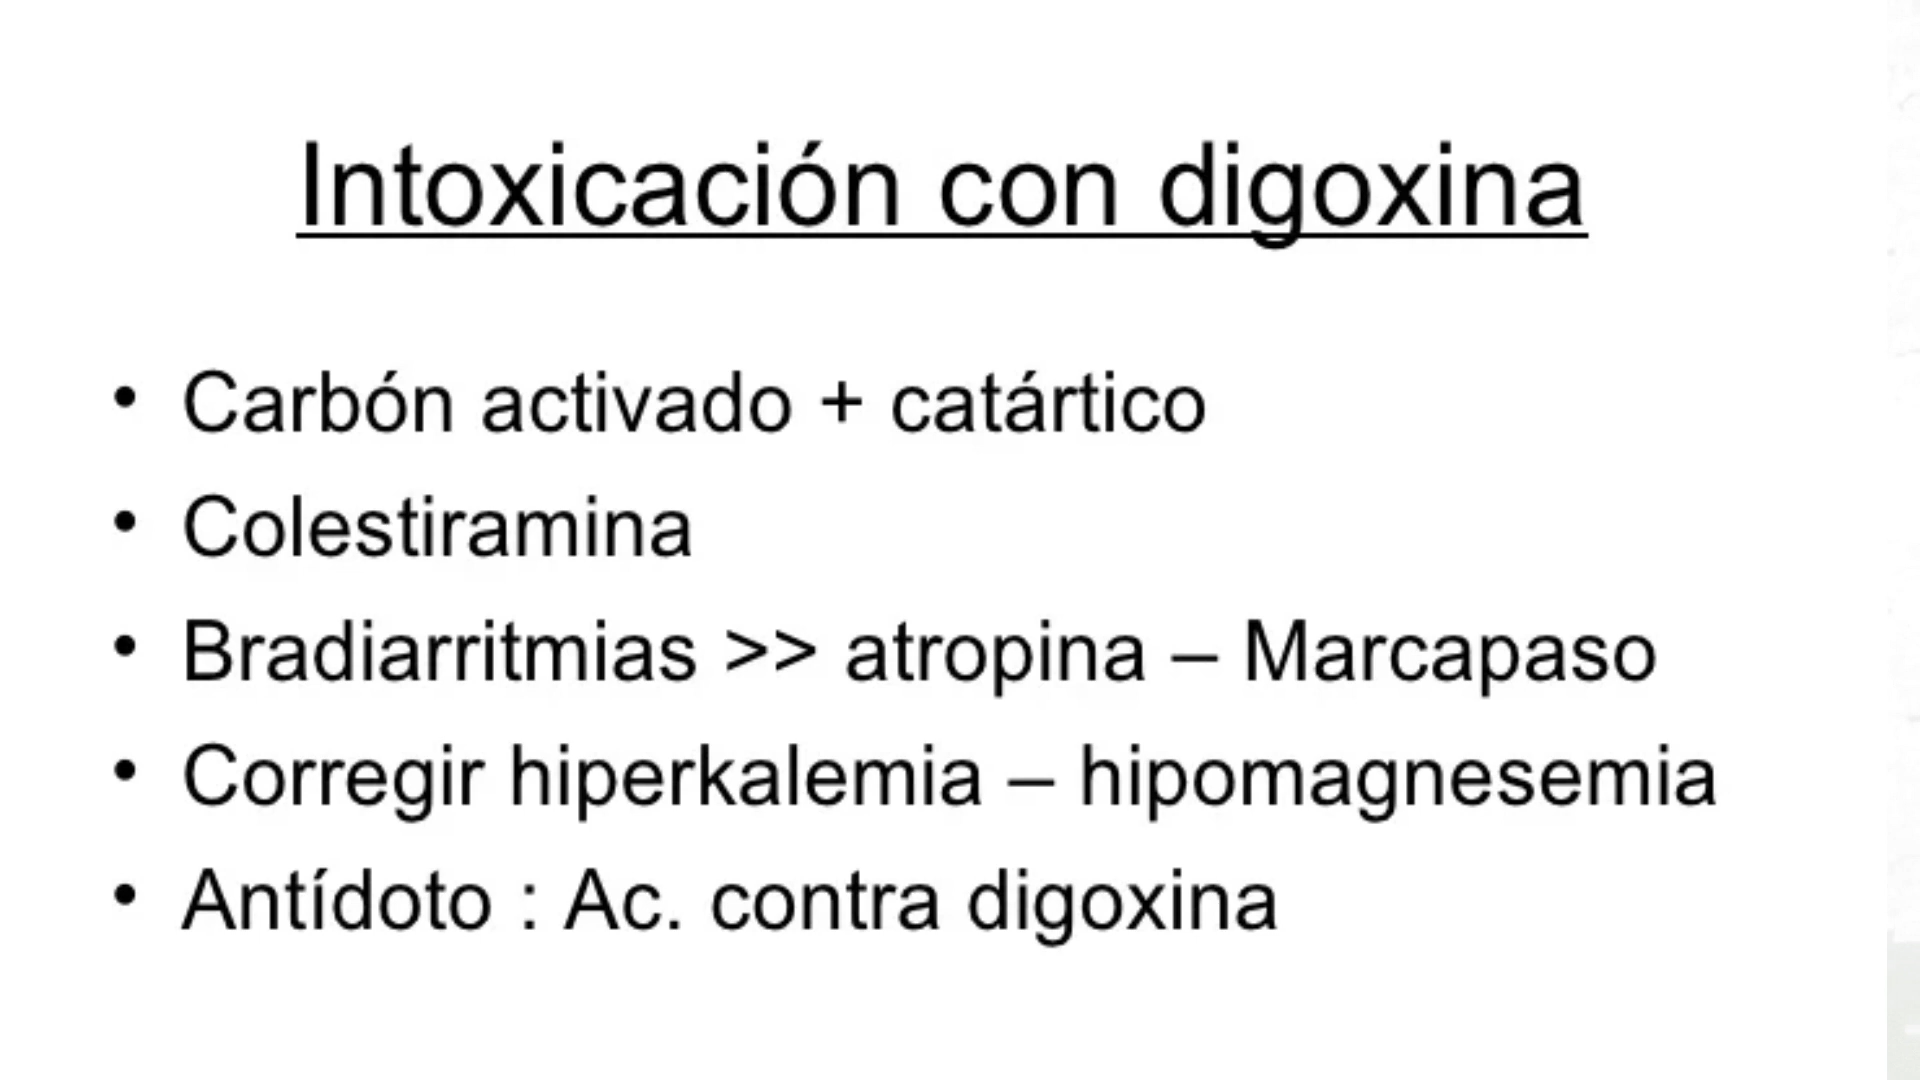 Intoxicación con digoxina
• Carbón activado + catártico
• Colestiramina
• Bradiarritmias >> atropina – Marcapaso
• Corregir hiperkalemia – hipomagnesemia
• Antídoto : Ac. contra digoxina